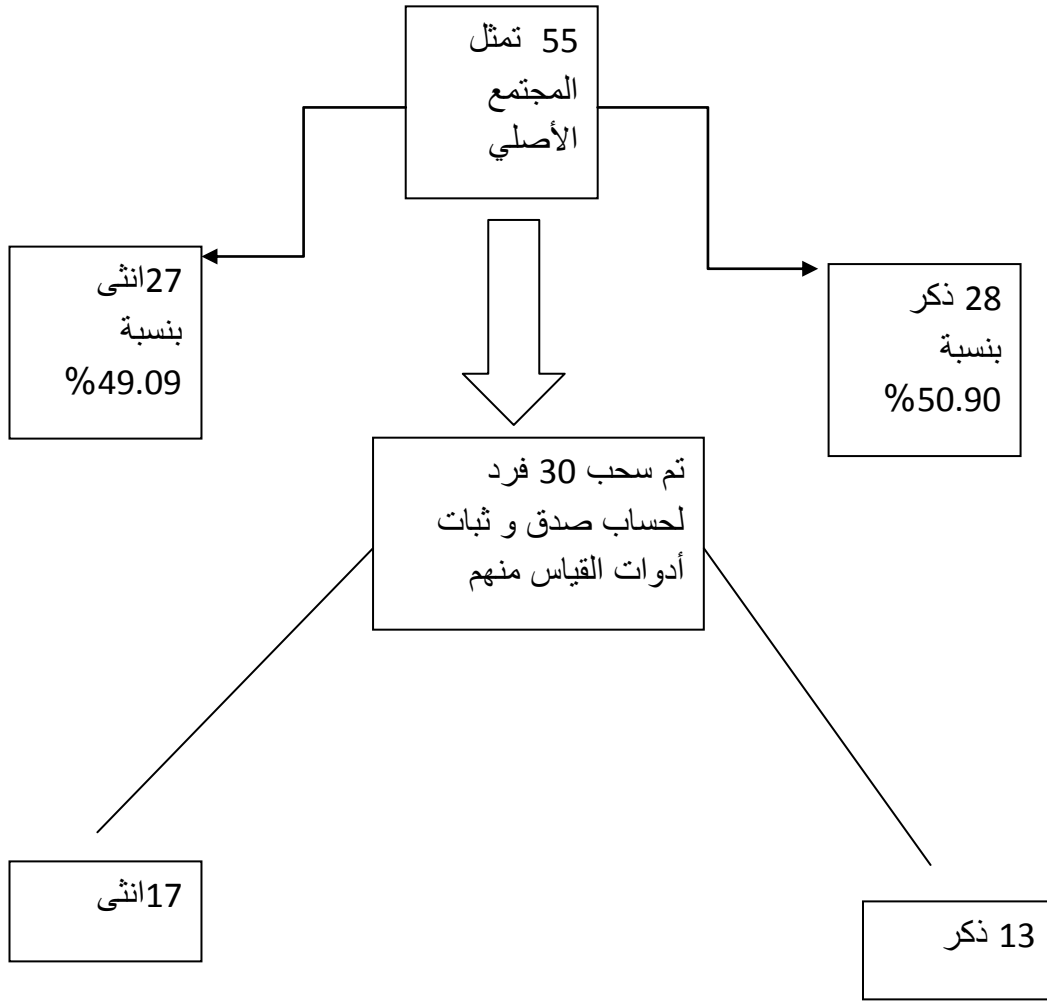 55 تمثل
المجتمع
الأصلي
28 ذكر
بنسبة
50.90%
27انثى
بنسبة
49.09%
تم سحب 30 فرد
لحساب صدق و ثبات
أدوات القياس منهم
13 ذكر
17انثى